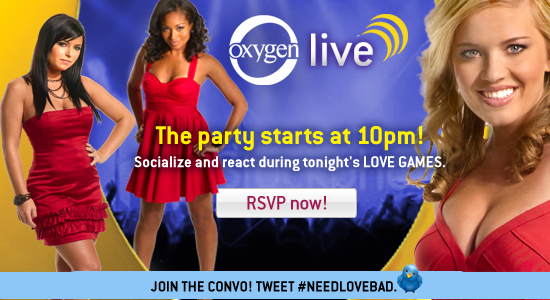 oxygen live
The party starts at 10pm!
Socialize and react during tonight's LOVE GAMES.
RSVP now!
JOIN THE CONVO! TWEET #NEEDLOVEBAD.